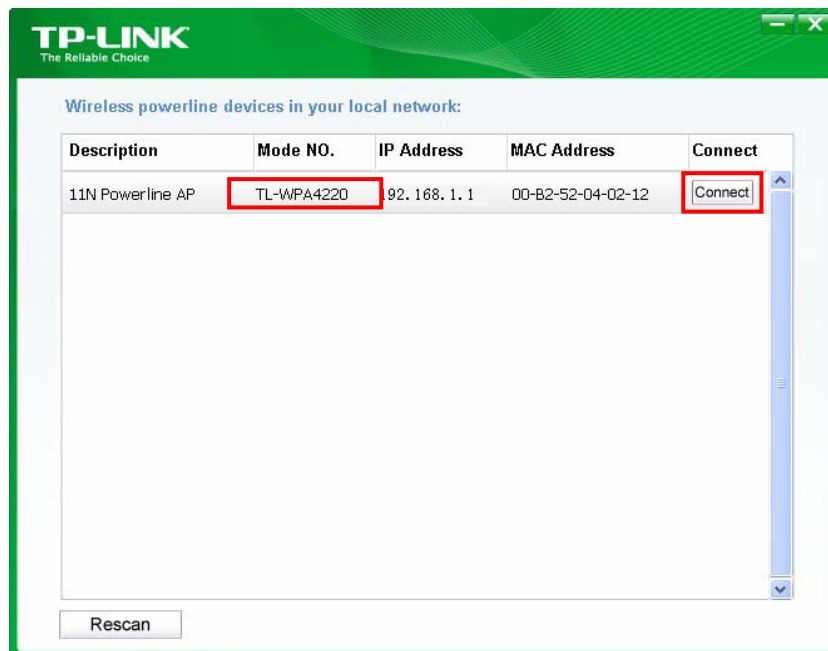 TP-LINK
The Reliable Choice
Wireless powerline devices in your local network:
Description Mode NO. IP Address MAC Address Connect
11N Powerline AP TL-WPA4220 192.168.1.1 00-B2-52-04-02-12 Connect
Rescan